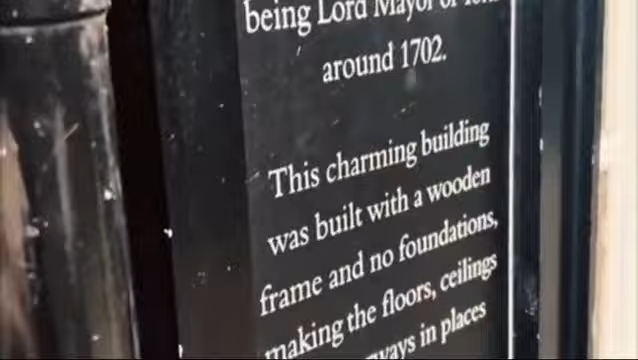 being Lord Mayor of
around 1702.
This charming building
was built with a wooden
frame and no foundations,
making the floors, ceilings
in places